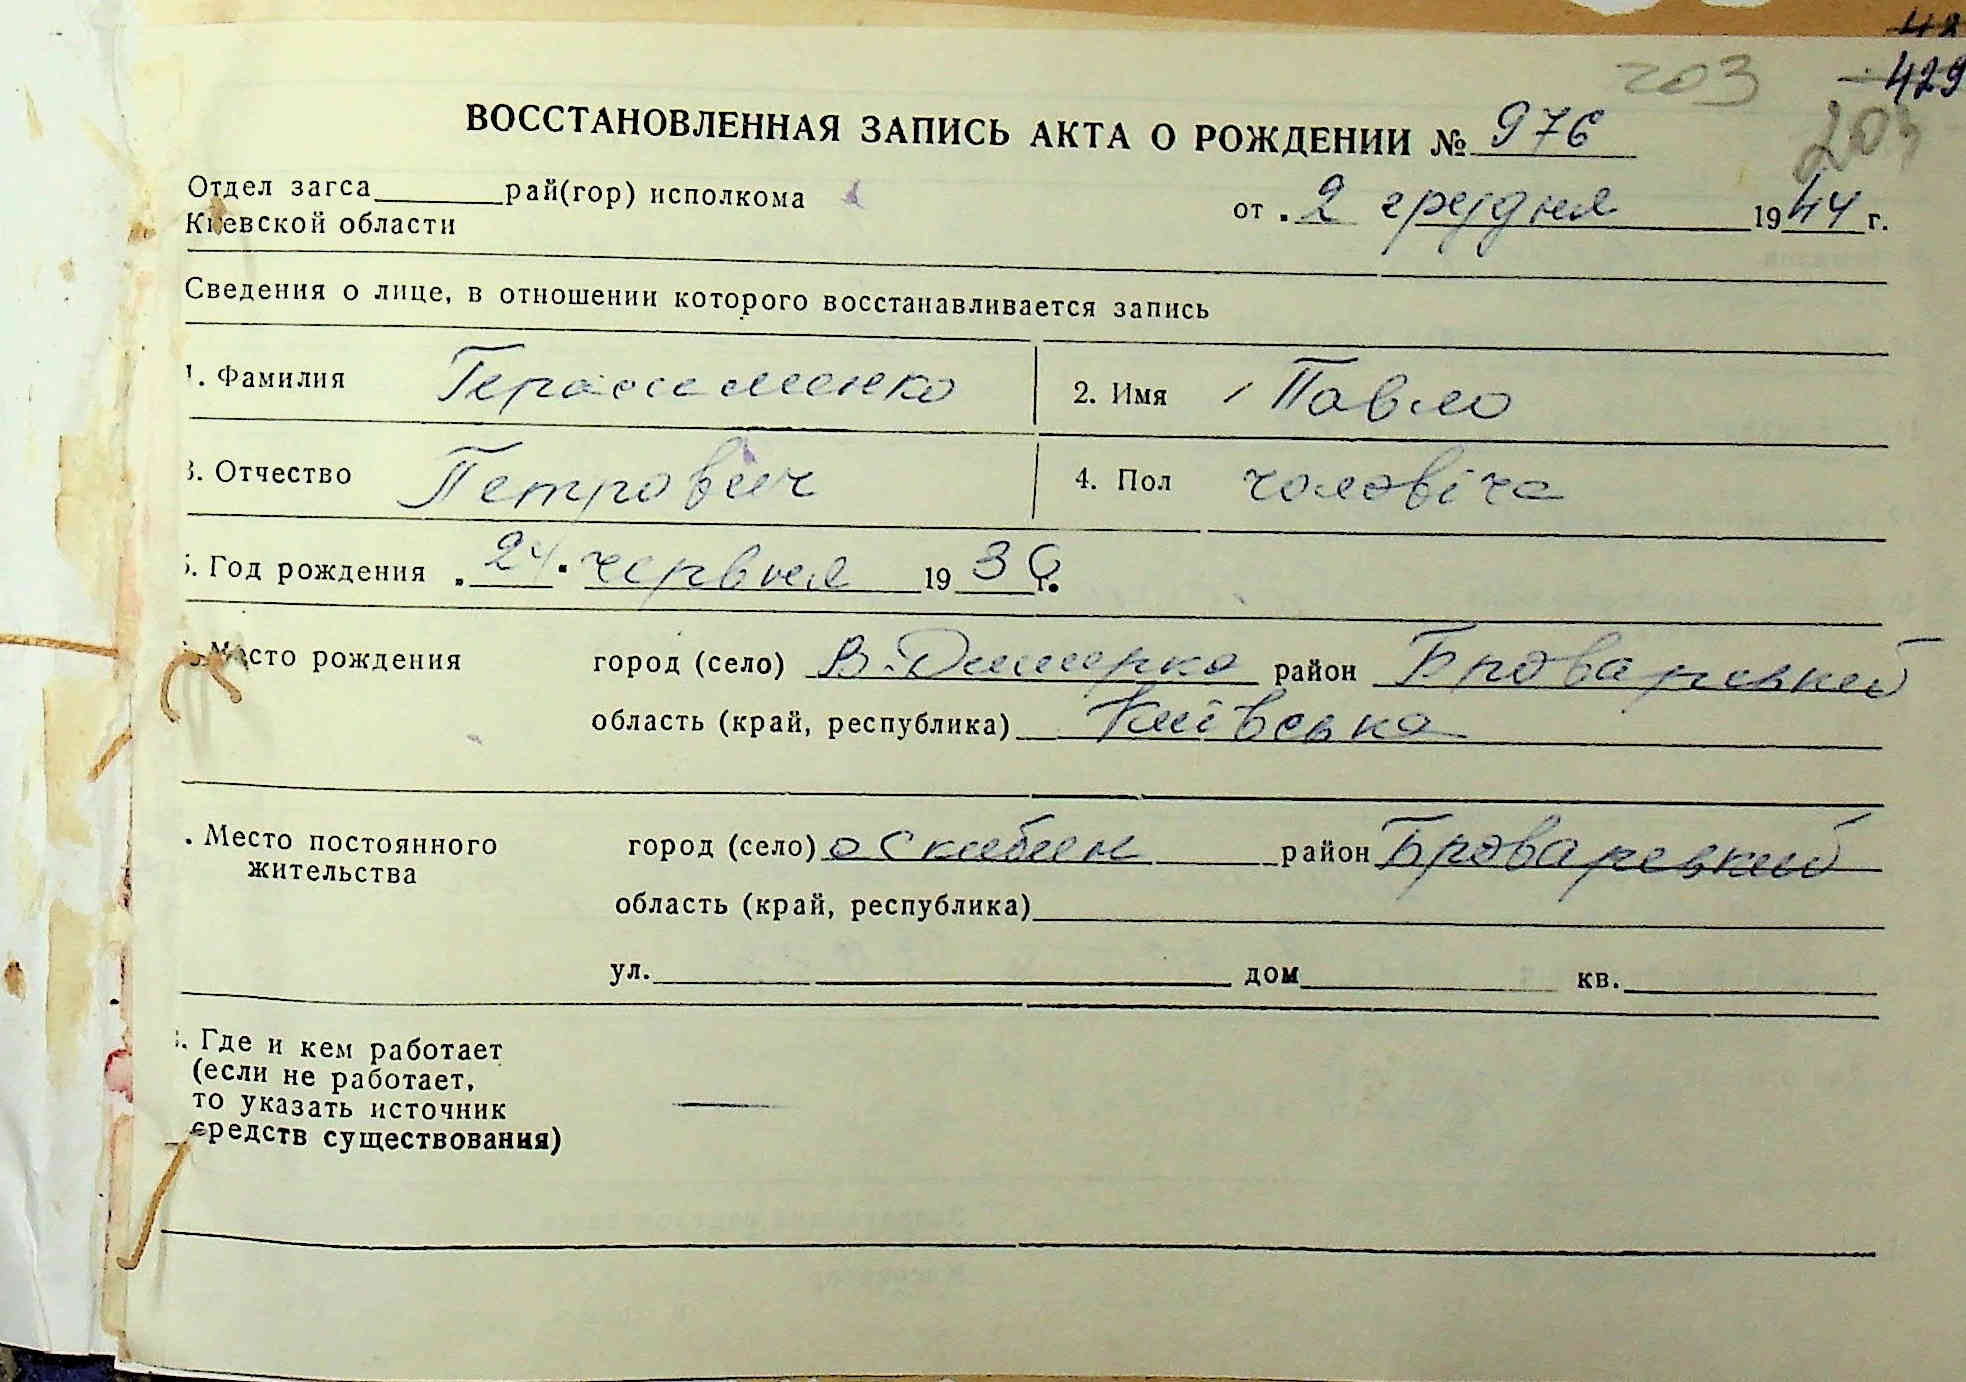 429
203
ВОССТАНОВЛЕННАЯ ЗАПИСЬ АКТА О РОЖДЕНИИ № 976
Отдел загса рай(гор) исполкома
Киевской области
от 2 грудня 1944 г.
Сведения о лице, в отношении которого восстанавливается запись
1. Фамилия Герасименко 2. Имя Павло
3. Отчество Петрович 4. Пол чоловіча
5. Год рождения 24 червня 1936 г.
Место рождения город (село) В. Димерка район Броварський
область (край, республика) Київська
. Место постоянного город (село) Скибин район Броварський
жительства
область (край, республика)
ул. дом кв.
. Где и кем работает
(если не работает,
то указать источник —
средств существования)